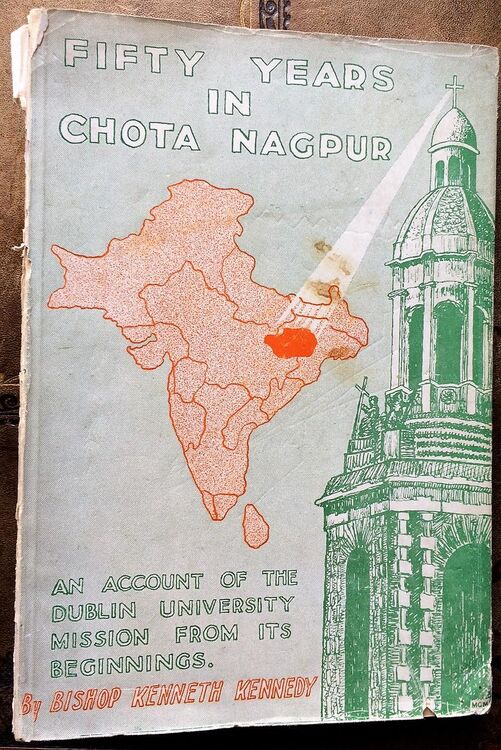 FIFTY YEARS
IN
CHOTA NAGPUR
AN ACCOUNT OF THE
DUBLIN UNIVERSITY
MISSION FROM ITS
BEGINNINGS.
By BISHOP KENNETH KENNEDY
MGM